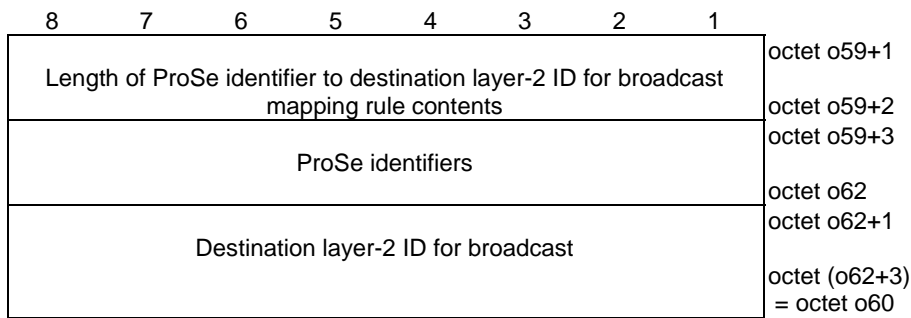 8 7 6 5 4 3 2 1
Length of ProSe identifier to destination layer-2 ID for broadcast
mapping rule contents
octet o59+1
octet o59+2
ProSe identifiers
octet o59+3
octet o62
Destination layer-2 ID for broadcast
octet o62+1
octet (o62+3)
= octet o60